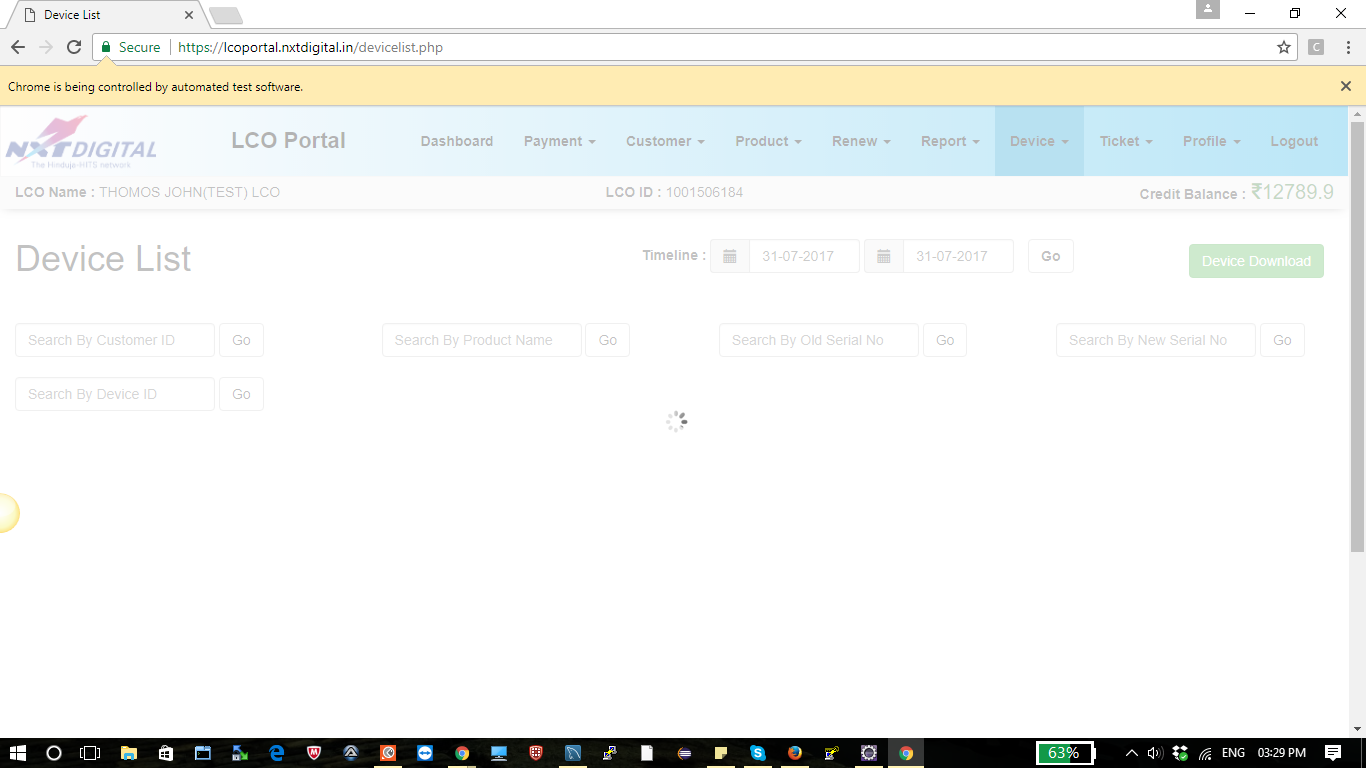 Device List
Secure https://lcoportal.nxtdigital.in/devicelist.php
C
Chrome is being controlled by automated test software.
NXT DIGITAL
The Hinduja-HITS network
LCO Portal
Dashboard Payment Customer Product Renew Report Device Ticket Profile Logout
LCO Name : THOMOS JOHN(TEST) LCO LCO ID : 1001506184 Credit Balance : ₹12789.9
Device List Timeline : 31-07-2017 31-07-2017 Go Device Download
Search By Customer ID Go Search By Product Name Go Search By Old Serial No Go Search By New Serial No Go
Search By Device ID Go
63% ENG 03:29 PM